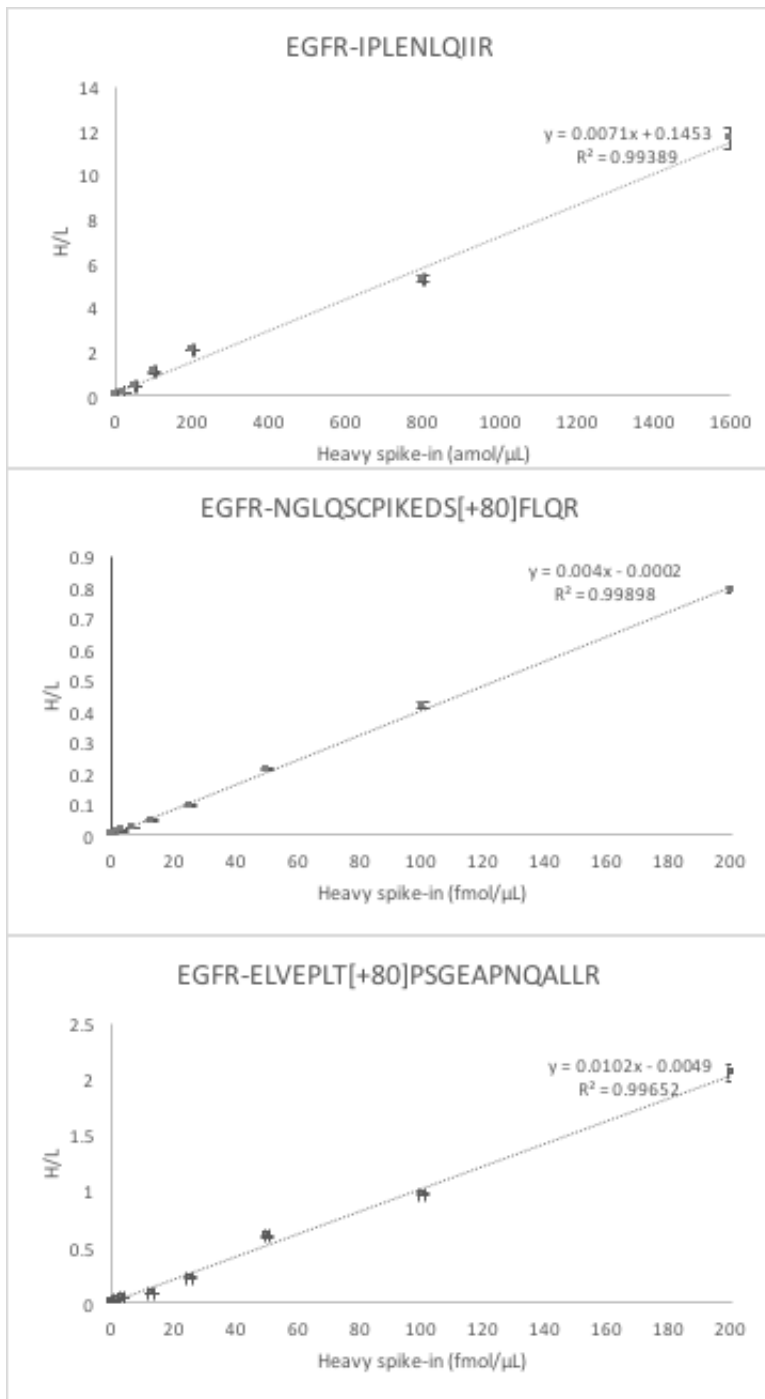 EGFR-IPLENLQIIR
14
12
10
8
6
4
2
0
H/L
y = 0.0071x + 0.1453
R² = 0.99389
0 200 400 600 800 1000 1200 1400 1600
Heavy spike-in (amol/µL)
EGFR-NGLQSCPIKEDS[+80]FLQR
0.9
0.8
0.7
0.6
0.5
0.4
0.3
0.2
0.1
0
H/L
y = 0.004x - 0.0002
R² = 0.99898
0 20 40 60 80 100 120 140 160 180 200
Heavy spike-in (fmol/µL)
EGFR-ELVEPLT[+80]PSGEAPNQALLR
2.5
2
1.5
1
0.5
0
H/L
y = 0.0102x - 0.0049
R² = 0.99652
0 20 40 60 80 100 120 140 160 180 200
Heavy spike-in (fmol/µL)